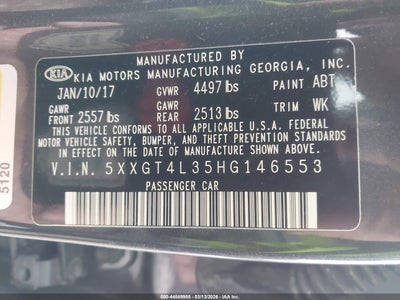 MANUFACTURED BY
KIA KIA MOTORS MANUFACTURING GEORGIA, INC.
JAN/10/17 GVWR 4497 lbs PAINT ABT
GAWR FRONT 2557 lbs GAWR REAR 2513 lbs TRIM WK
THIS VEHICLE CONFORMS TO ALL APPLICABLE U.S.A. FEDERAL
MOTOR VEHICLE SAFETY, BUMPER, AND THEFT PREVENTION STANDARDS
IN EFFECT ON THE DATE OF MANUFACTURE SHOWN ABOVE.
V.I.N. 5XXGT4L35HG146553
PASSENGER CAR
5120